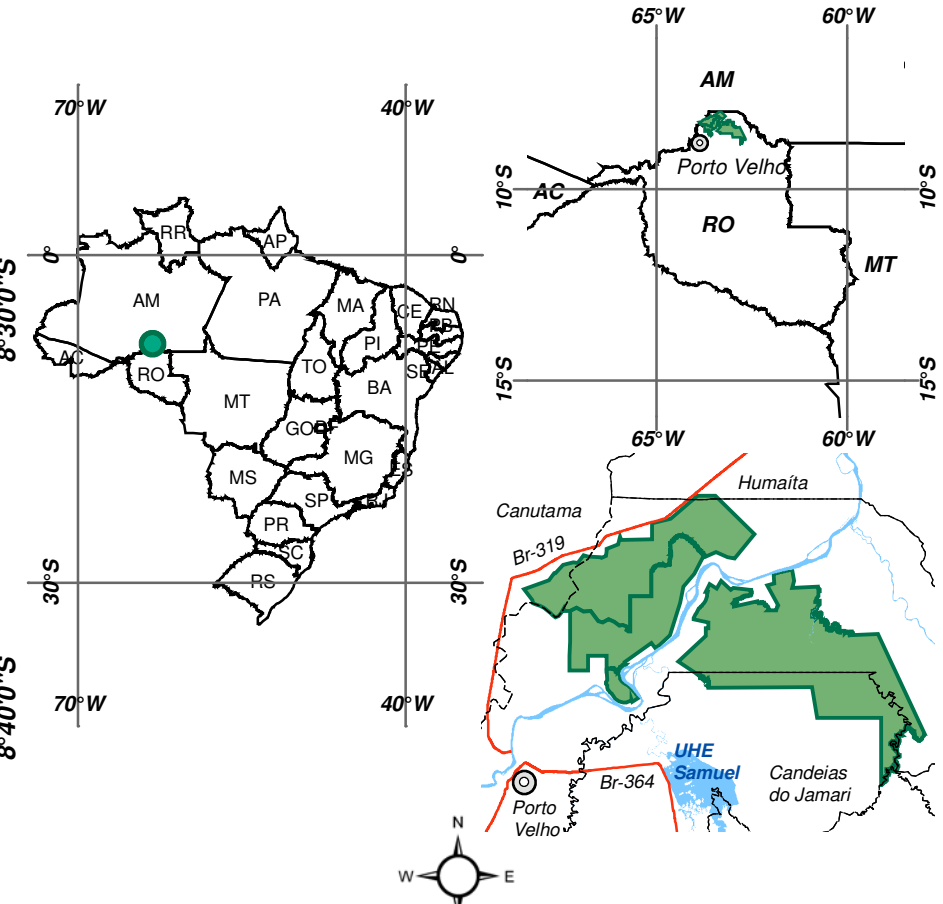 65°W 60°W
AM
Porto Velho
10°S 10°S
AC
RO
MT
15°S 15°S
65°W 60°W
70°W 40°W
RR
AP
0° 0°
8°30'0"S
AM PA MA CE RN
PB
PI PE
AC RO TO SE AL
MT BA
GO DF
MS MG ES
SP RJ
PR
SC
30°S RS 30°S
8°40'0"S
70°W 40°W
Humaíta
Canutama
Br-319
UHE
Samuel
Br-364
Candeias
do Jamari
Porto
Velho
N
W E